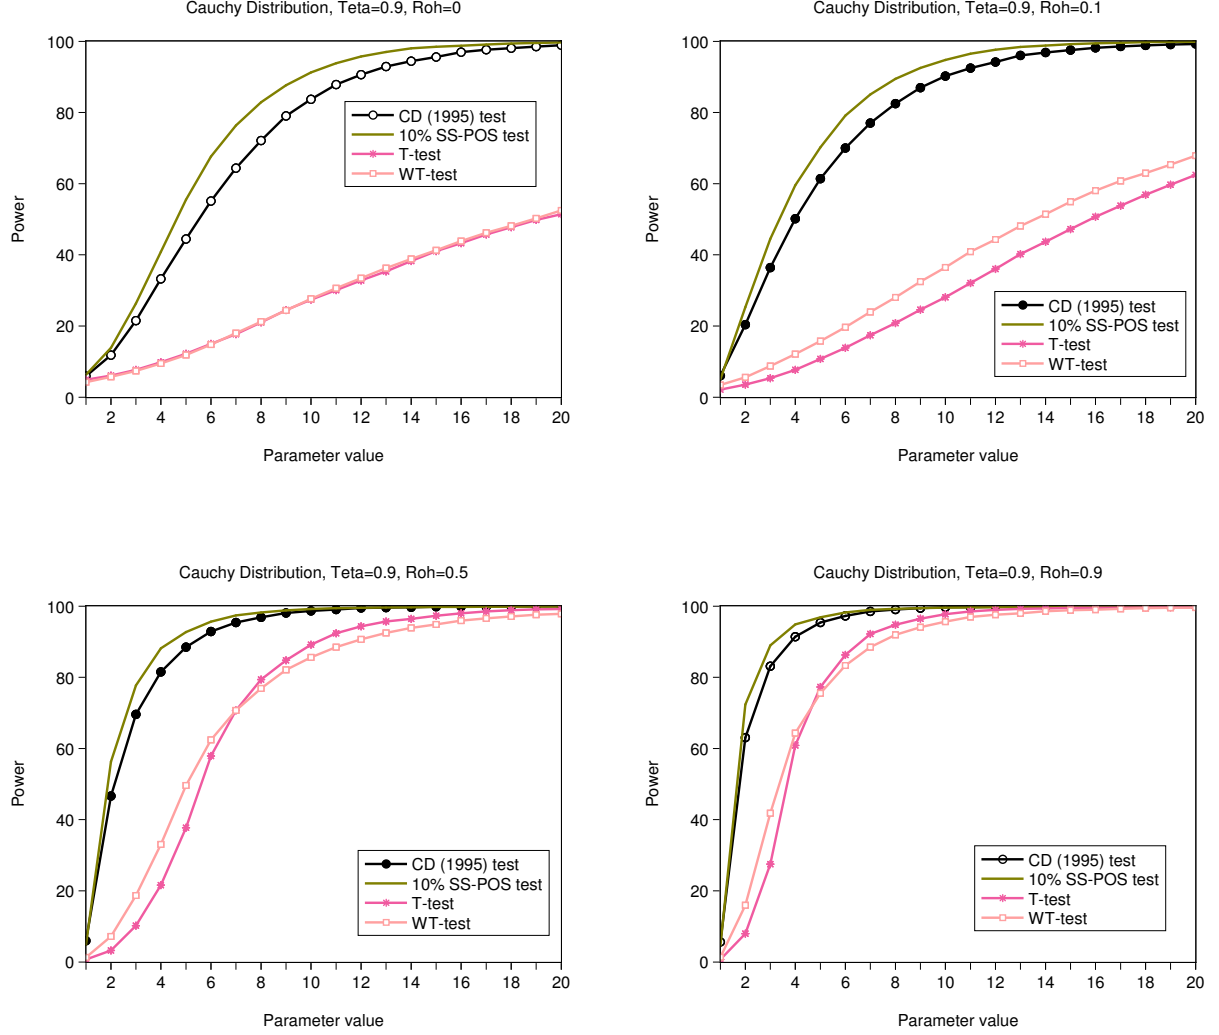 Cauchy Distribution, Teta=0.9, Roh=0
100
80
60
40
20
0
Power
CD (1995) test
10% SS-POS test
T-test
WT-test
2 4 6 8 10 12 14 16 18 20
Parameter value
Cauchy Distribution, Teta=0.9, Roh=0.1
100
80
60
40
20
0
Power
CD (1995) test
10% SS-POS test
T-test
WT-test
2 4 6 8 10 12 14 16 18 20
Parameter value
Cauchy Distribution, Teta=0.9, Roh=0.5
100
80
60
40
20
0
Power
CD (1995) test
10% SS-POS test
T-test
WT-test
2 4 6 8 10 12 14 16 18 20
Parameter value
Cauchy Distribution, Teta=0.9, Roh=0.9
100
80
60
40
20
0
Power
CD (1995) test
10% SS-POS test
T-test
WT-test
2 4 6 8 10 12 14 16 18 20
Parameter value